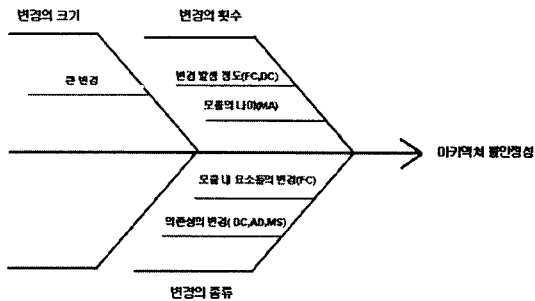 변경의 크기
변경의 횟수
큰 변경
변경 발생 정도(FC,DC)
모듈의 나이(MA)
아키텍처 불안정성
모듈 내 요소들의 변경(FC)
의존성의 변경( DC,AD,MS)
변경의 종류